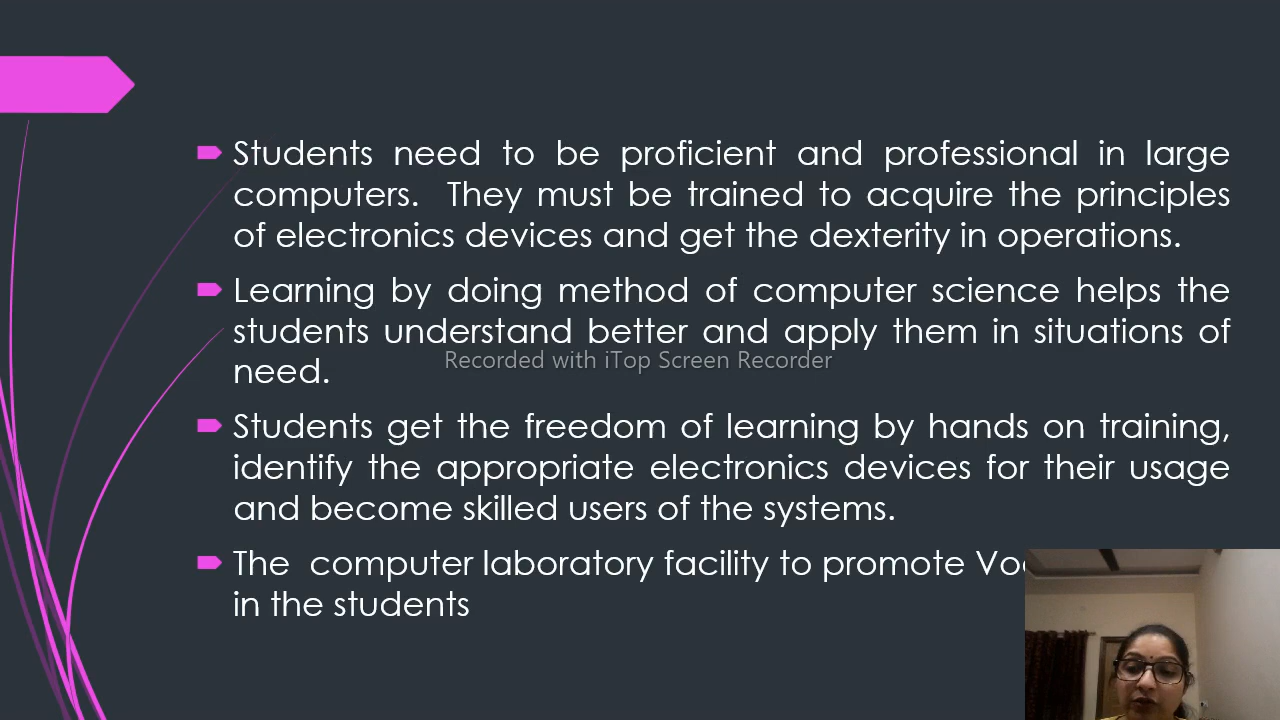 Students need to be proficient and professional in large
computers. They must be trained to acquire the principles
of electronics devices and get the dexterity in operations.
Learning by doing method of computer science helps the
students understand better and apply them in situations of
need.
Recorded with iTop Screen Recorder
Students get the freedom of learning by hands on training,
identify the appropriate electronics devices for their usage
and become skilled users of the systems.
The computer laboratory facility to promote
in the students